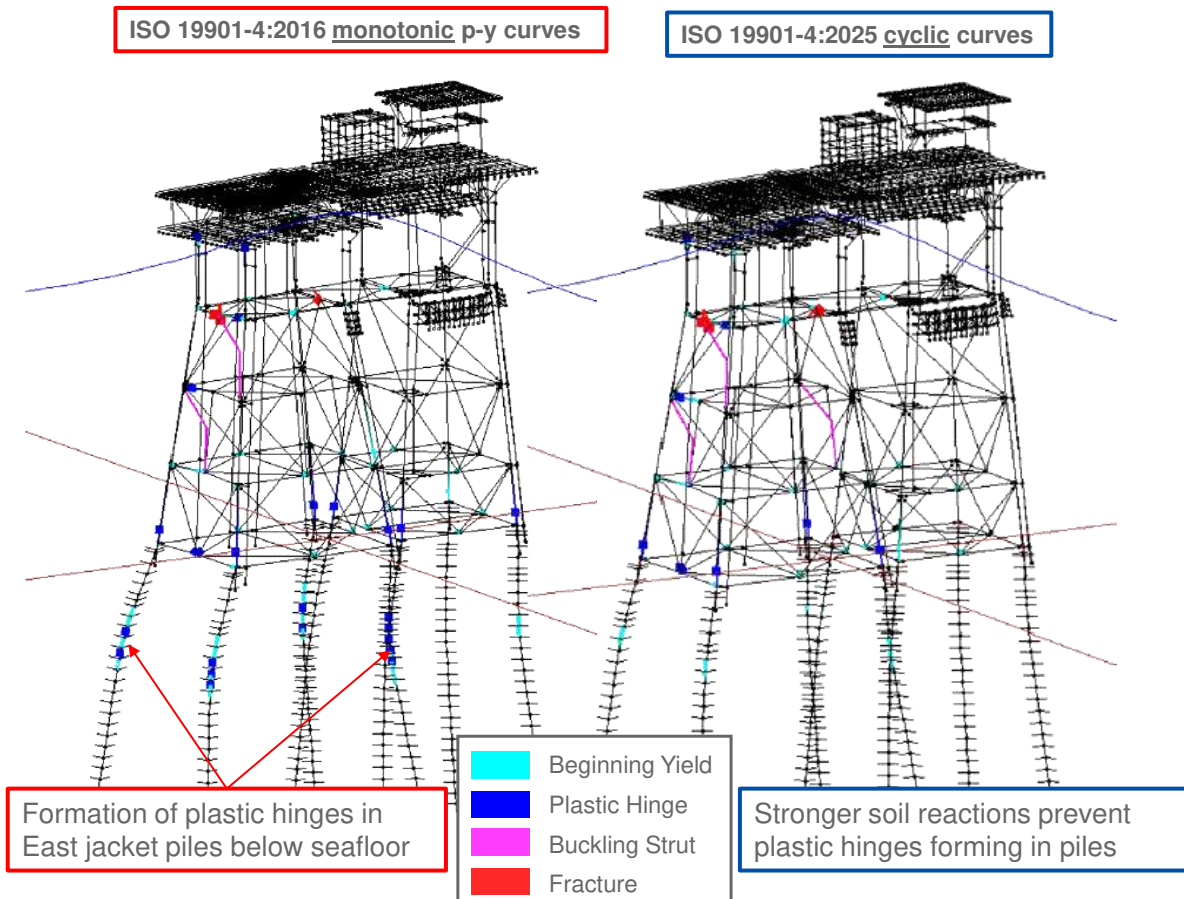 ISO 19901-4:2016 monotonic p-y curves
ISO 19901-4:2025 cyclic curves
Formation of plastic hinges in
East jacket piles below seafloor
Beginning Yield
Plastic Hinge
Buckling Strut
Fracture
Stronger soil reactions prevent
plastic hinges forming in piles